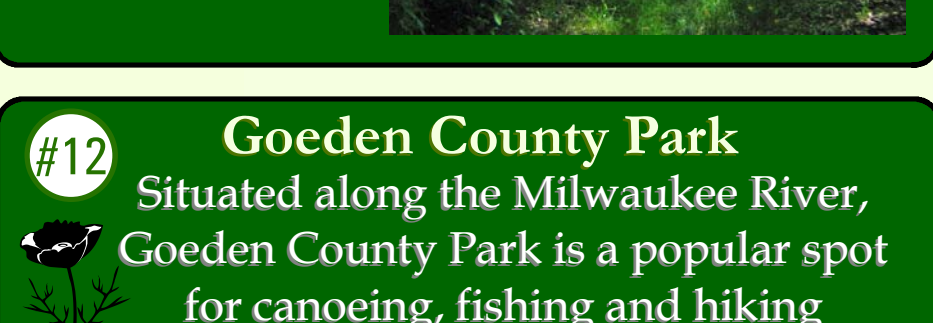 #12
Goeden County Park
Situated along the Milwaukee River,
Goeden County Park is a popular spot
for canoeing, fishing and hiking